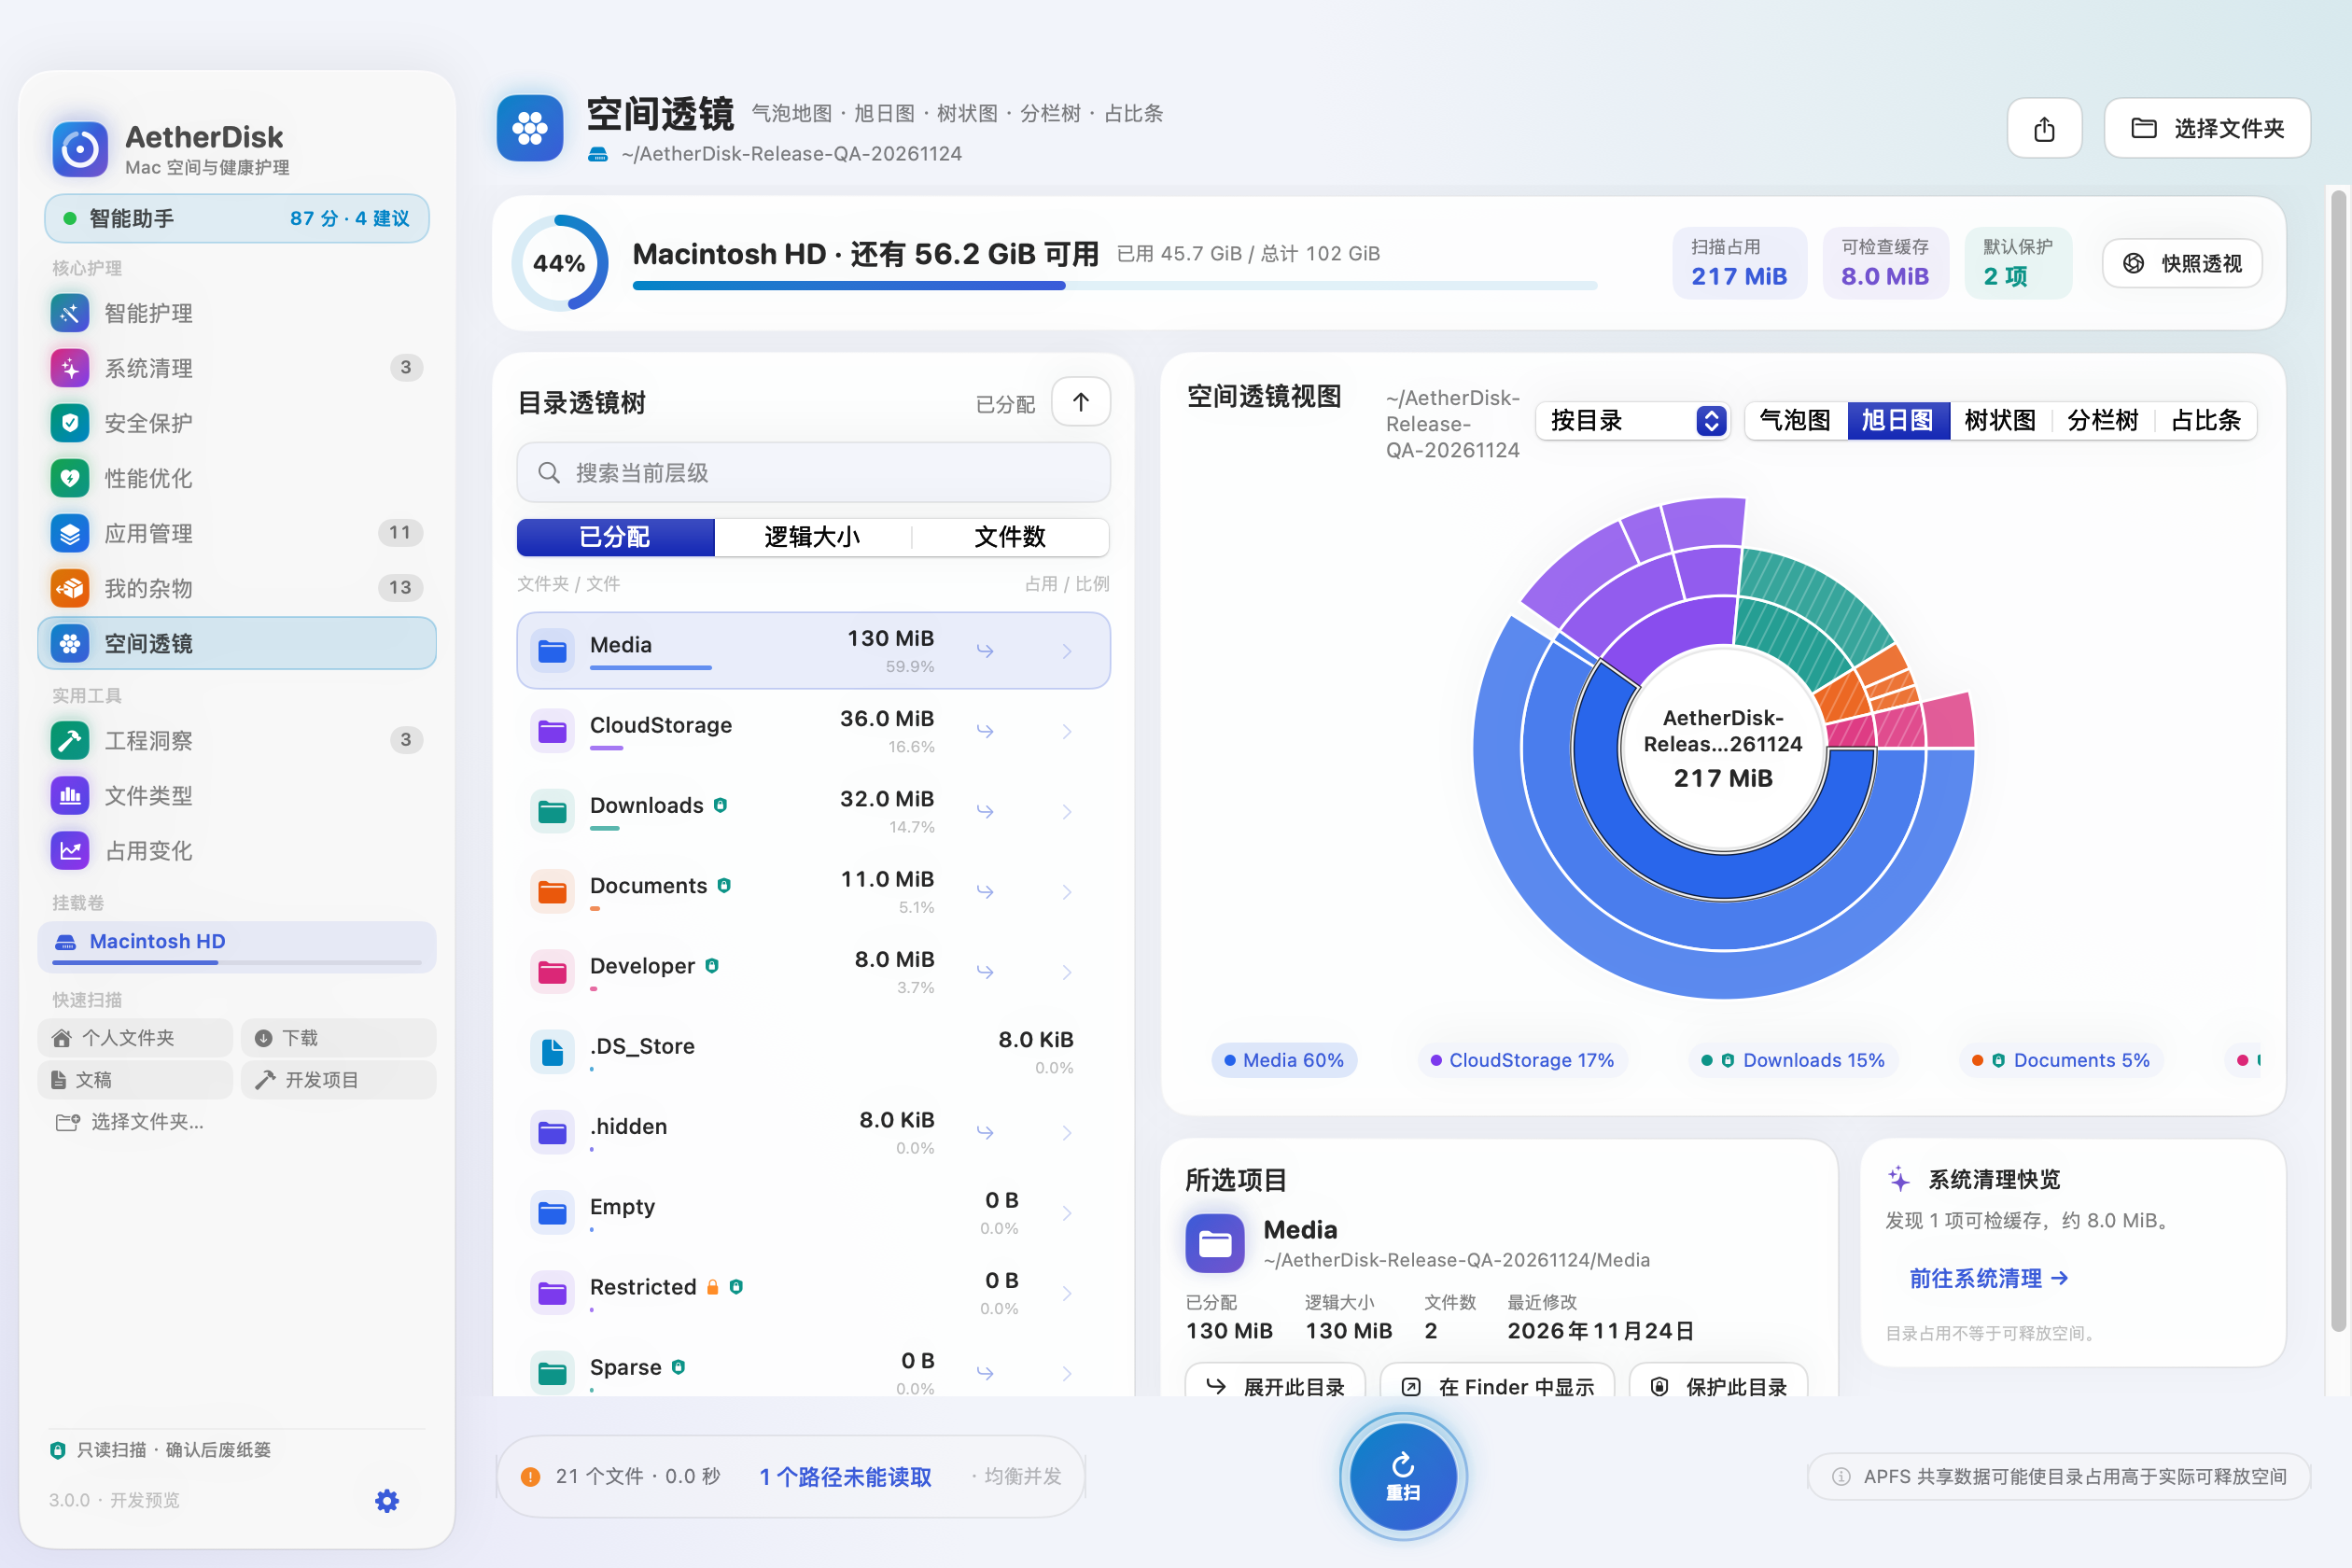 AetherDisk
Mac 空间与健康护理
智能助手 87 分 · 4 建议
核心护理
智能护理
系统清理 3
安全保护
性能优化
应用管理 11
我的杂物 13
空间透镜
实用工具
工程洞察 3
文件类型
占用变化
挂载卷
Macintosh HD
快速扫描
个人文件夹 下载
文稿 开发项目
选择文件夹...
只读扫描 · 确认后废纸篓
3.0.0 · 开发预览
空间透镜 气泡地图 · 旭日图 · 树状图 · 分栏树 · 占比条
~/AetherDisk-Release-QA-20261124
选择文件夹
44%
Macintosh HD · 还有 56.2 GiB 可用 已用 45.7 GiB / 总计 102 GiB
扫描占用
217 MiB
可检查缓存
8.0 MiB
默认保护
2 项
快照透视
目录透镜树 已分配
搜索当前层级
已分配 逻辑大小 文件数
文件夹 / 文件 占用 / 比例
Media 130 MiB
59.9%
CloudStorage 36.0 MiB
16.6%
Downloads 32.0 MiB
14.7%
Documents 11.0 MiB
5.1%
Developer 8.0 MiB
3.7%
.DS_Store 8.0 KiB
0.0%
.hidden 8.0 KiB
0.0%
Empty 0 B
0.0%
Restricted 0 B
0.0%
Sparse 0 B
0.0%
空间透镜视图
~/AetherDisk-
Release-
QA-20261124
按目录
气泡图 旭日图 树状图 分栏树 占比条
AetherDisk-
Releas...261124
217 MiB
Media 60% CloudStorage 17% Downloads 15% Documents 5%
所选项目
Media
~/AetherDisk-Release-QA-20261124/Media
已分配 逻辑大小 文件数 最近修改
130 MiB 130 MiB 2 2026年11月24日
展开此目录 在 Finder 中显示 保护此目录
系统清理快览
发现 1 项可检缓存，约 8.0 MiB。
前往系统清理 →
目录占用不等于可释放空间。
21 个文件 · 0.0 秒 1 个路径未能读取 · 均衡并发
重扫
APFS 共享数据可能使目录占用高于实际可释放空间